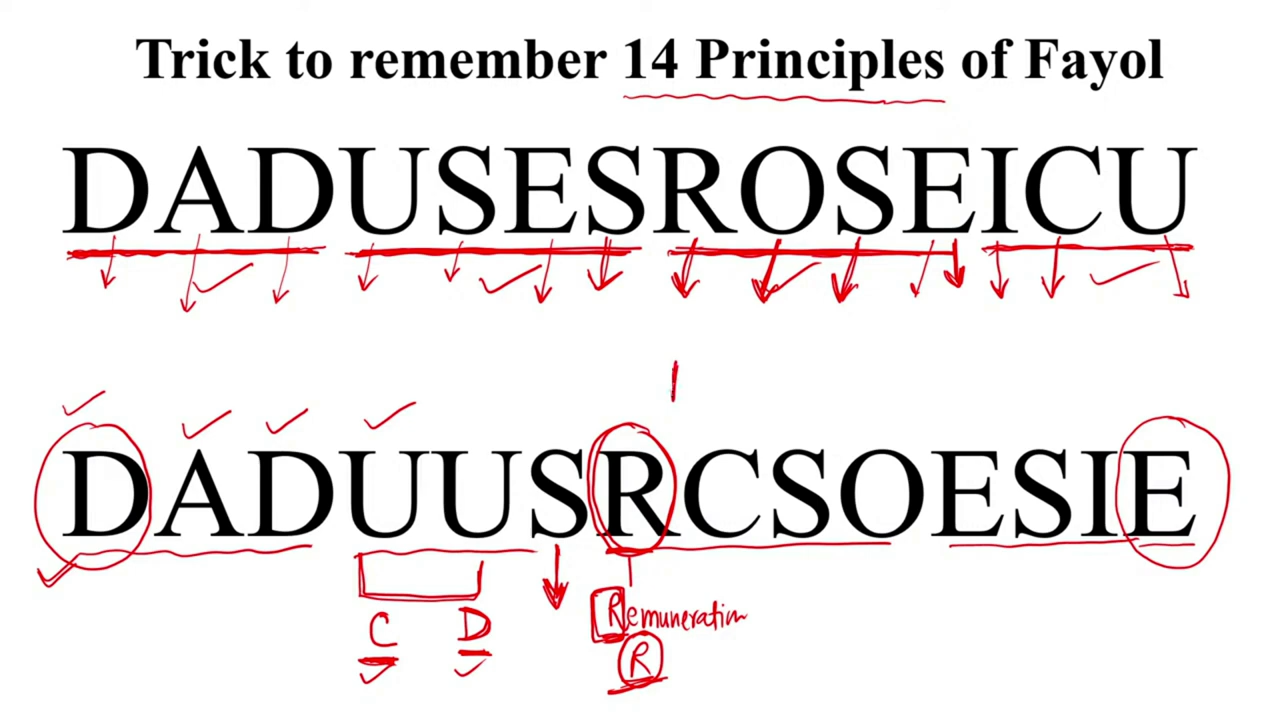 Trick to remember 14 Principles of Fayol
DADUSESROSEICU
DADUUSRCSOESIE
C D Remuneration
R